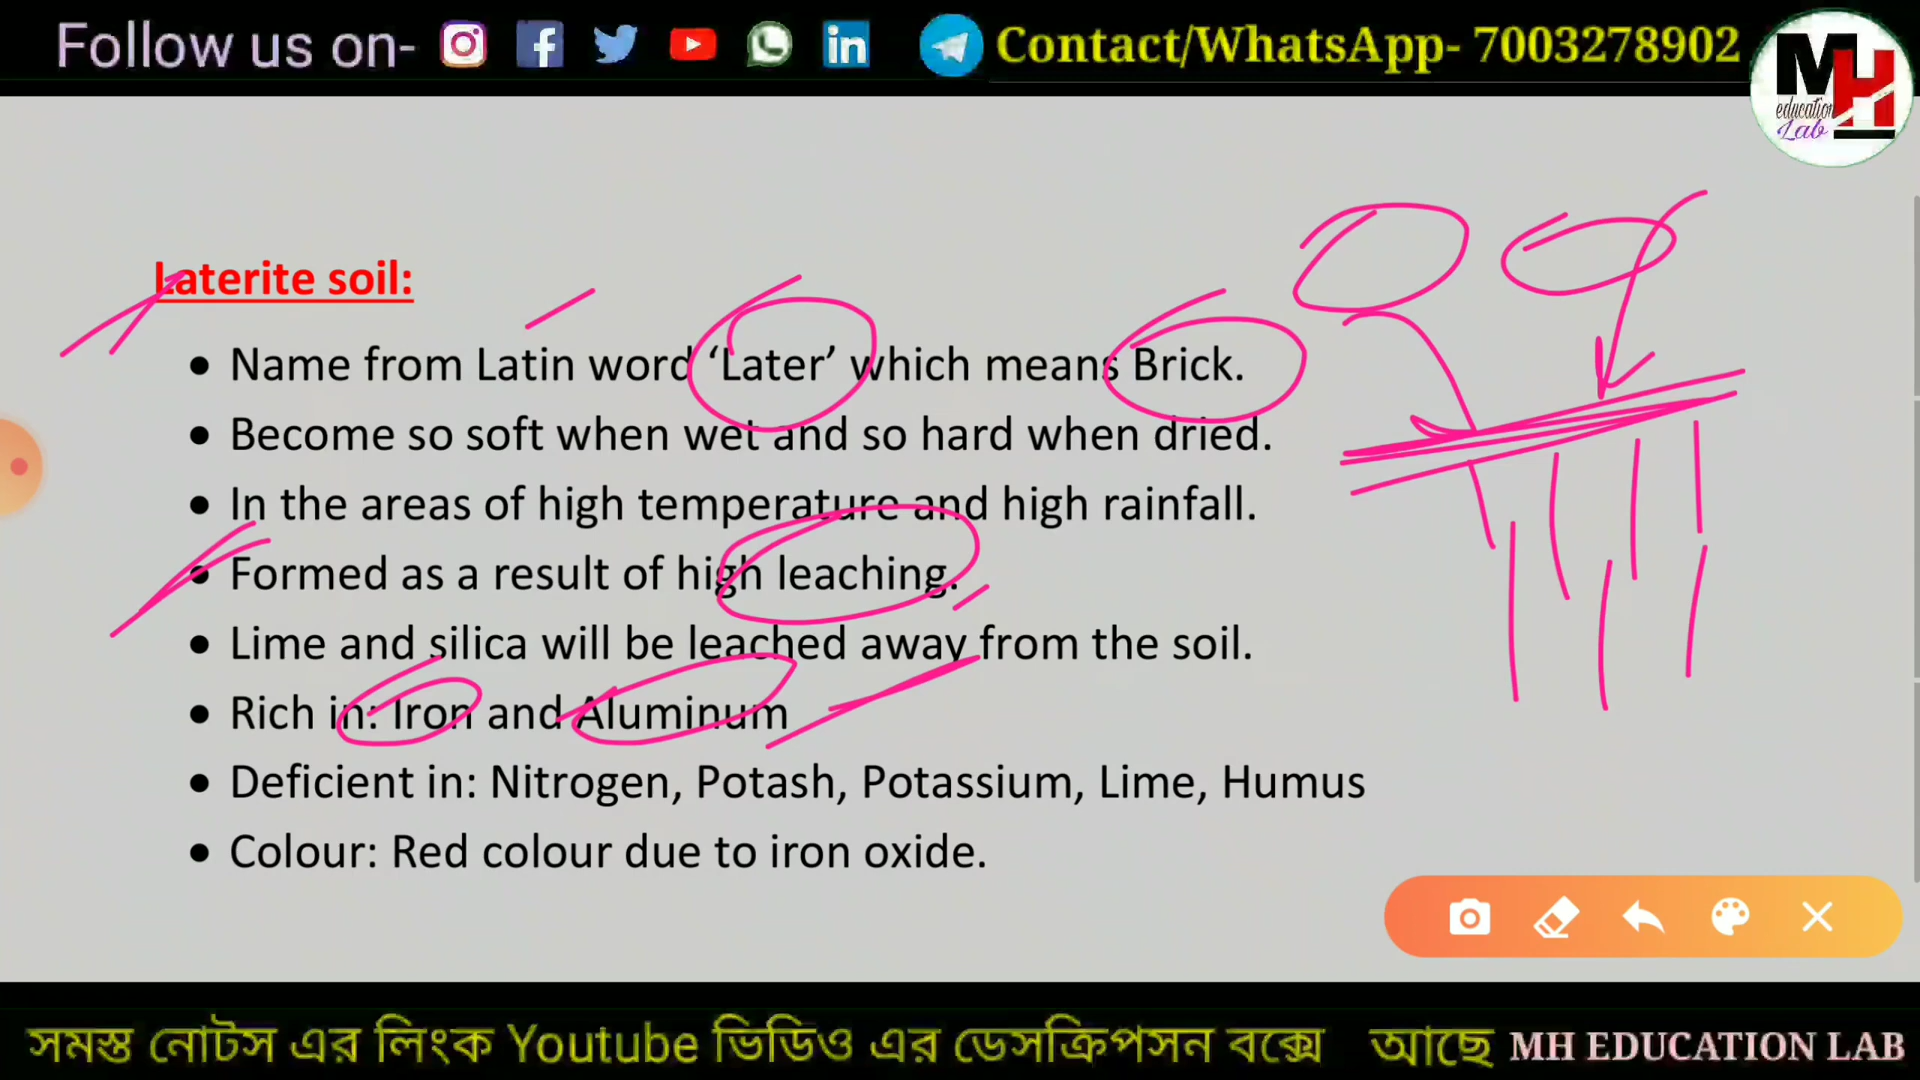 Follow us on- Contact/WhatsApp- 7003278902
MH
education
Lab
Laterite soil:
• Name from Latin word ‘Later’ which means Brick.
• Become so soft when wet and so hard when dried.
• In the areas of high temperature and high rainfall.
• Formed as a result of high leaching.
• Lime and silica will be leached away from the soil.
• Rich in: Iron and Aluminum
• Deficient in: Nitrogen, Potash, Potassium, Lime, Humus
• Colour: Red colour due to iron oxide.
সমস্ত নোটস এর লিংক Youtube ভিডিও এর ডেসক্রিপসন বক্সে আছে MH EDUCATION LAB